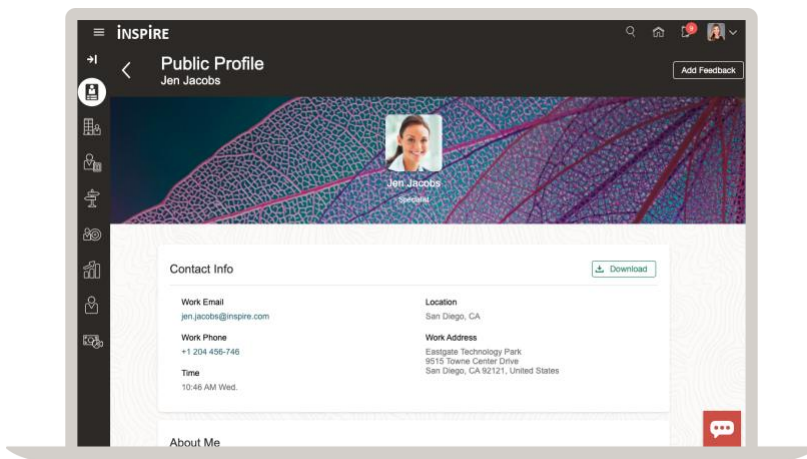 inspire
9
Public Profile
Jen Jacobs
Add Feedback
Jen Jacobs
Specialist
Contact Info
Download
Work Email
jen.jacobs@inspire.com
Location
San Diego, CA
Work Phone
+1 204 456-746
Work Address
Eastgate Technology Park
9515 Towne Center Drive
San Diego, CA 92121, United States
Time
10:46 AM Wed.
About Me